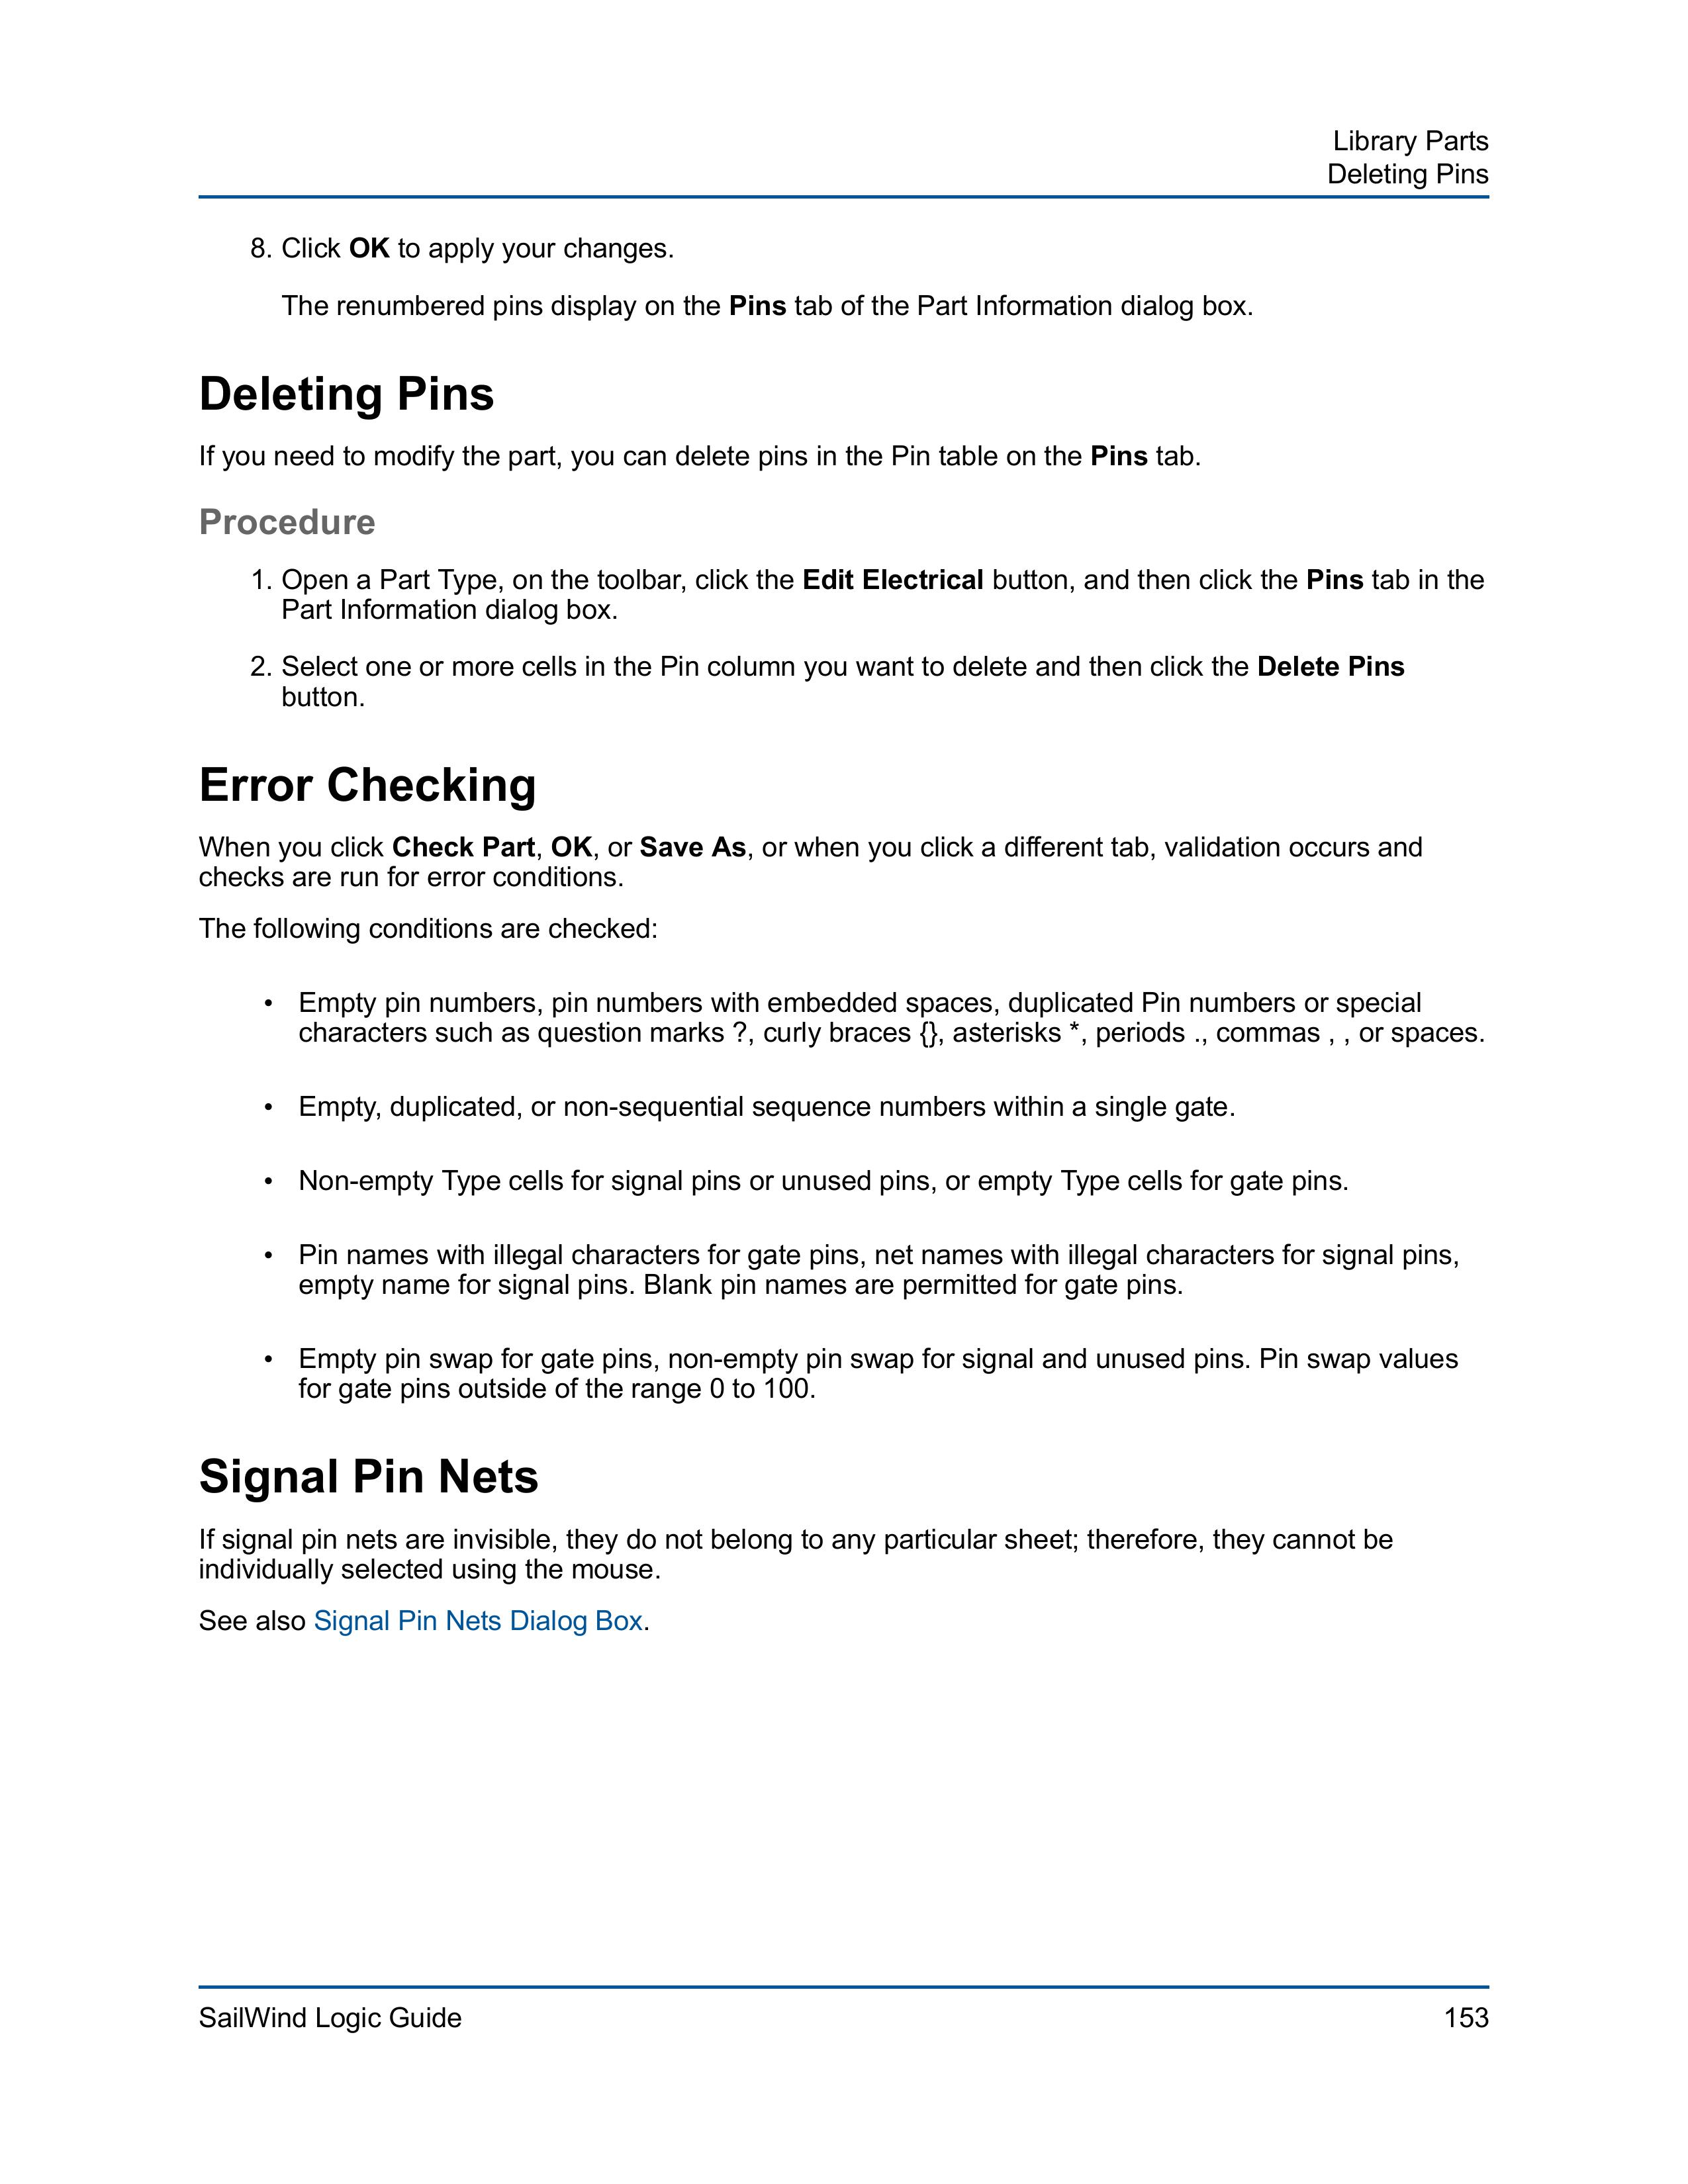 Library Parts
Deleting Pins
8. Click OK to apply your changes.
The renumbered pins display on the Pins tab of the Part Information dialog box.
Deleting Pins
If you need to modify the part, you can delete pins in the Pin table on the Pins tab.
Procedure
1. Open a Part Type, on the toolbar, click the Edit Electrical button, and then click the Pins tab in the
Part Information dialog box.
2. Select one or more cells in the Pin column you want to delete and then click the Delete Pins
button.
Error Checking
When you click Check Part, OK, or Save As, or when you click a different tab, validation occurs and
checks are run for error conditions.
The following conditions are checked:
• Empty pin numbers, pin numbers with embedded spaces, duplicated Pin numbers or special
characters such as question marks ?, curly braces {}, asterisks *, periods ., commas , , or spaces.
• Empty, duplicated, or non-sequential sequence numbers within a single gate.
• Non-empty Type cells for signal pins or unused pins, or empty Type cells for gate pins.
• Pin names with illegal characters for gate pins, net names with illegal characters for signal pins,
empty name for signal pins. Blank pin names are permitted for gate pins.
• Empty pin swap for gate pins, non-empty pin swap for signal and unused pins. Pin swap values
for gate pins outside of the range 0 to 100.
Signal Pin Nets
If signal pin nets are invisible, they do not belong to any particular sheet; therefore, they cannot be
individually selected using the mouse.
See also Signal Pin Nets Dialog Box.
SailWind Logic Guide
153